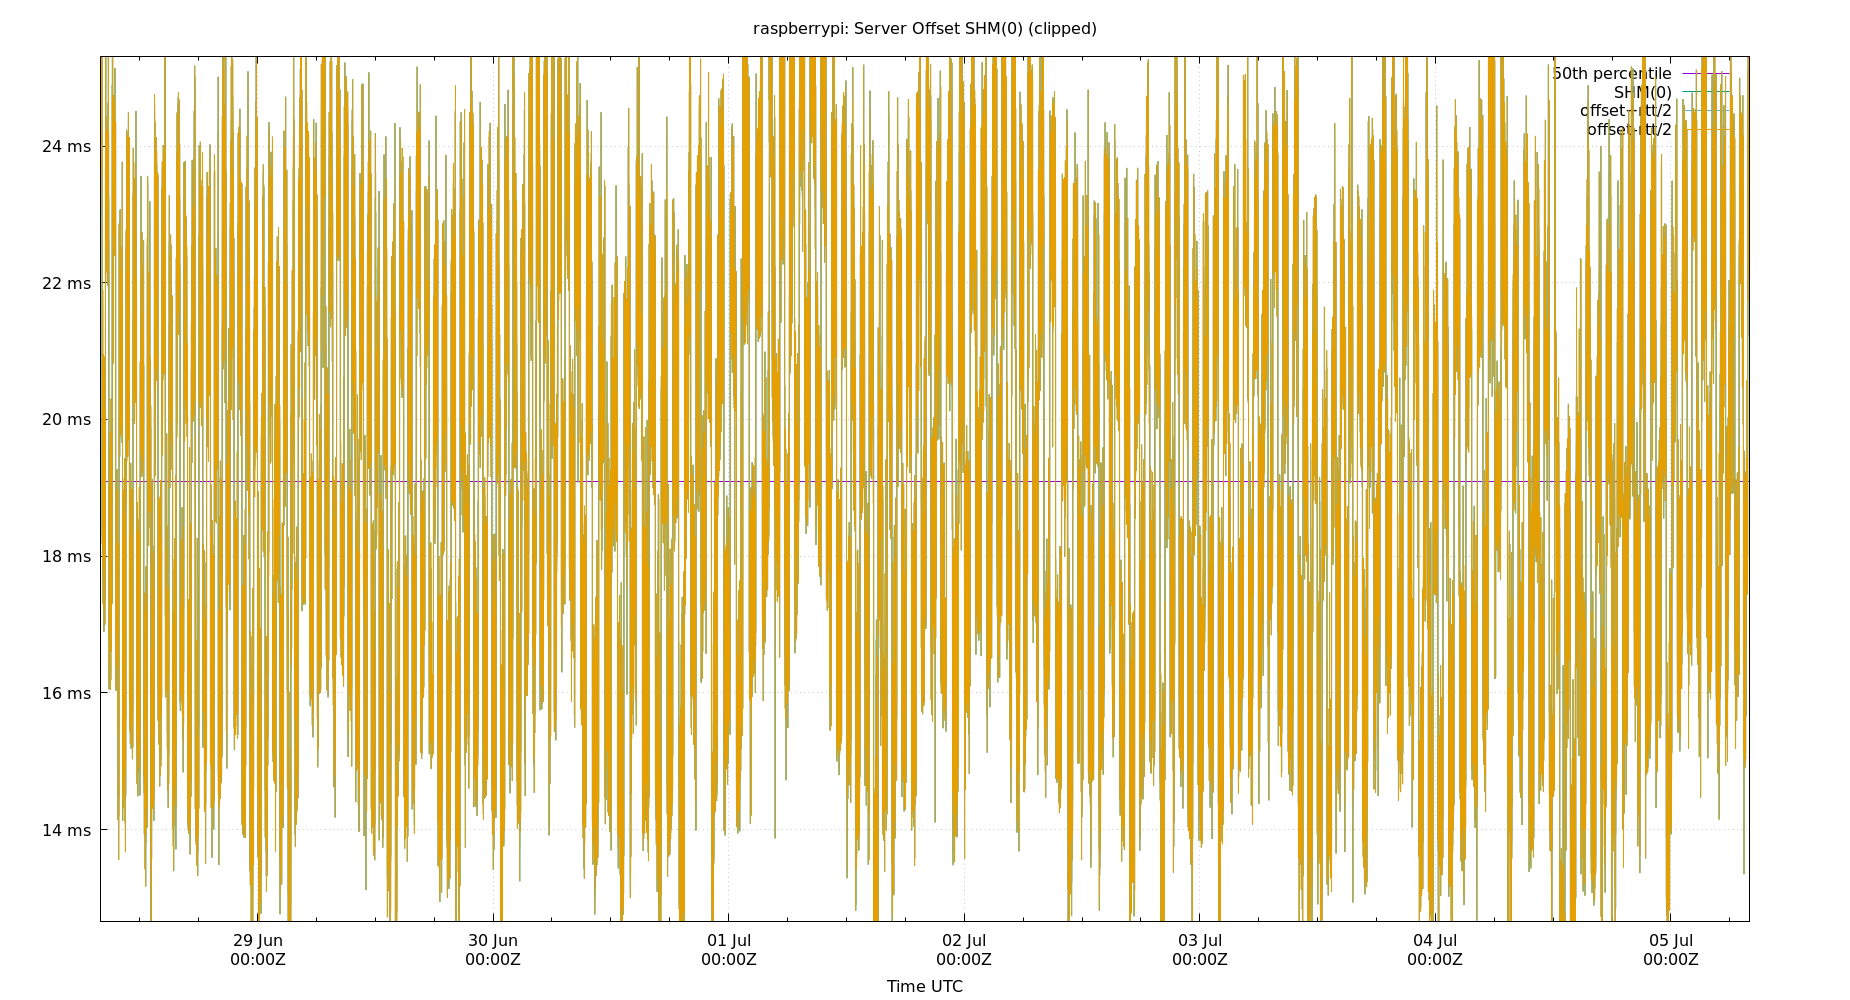 raspberrypi: Server Offset SHM(0) (clipped)
50th percentile
SHM(0)
offset-rtt/2
offset-rtt/2
24 ms
22 ms
20 ms
18 ms
16 ms
14 ms
29 Jun 30 Jun 01 Jul 02 Jul 03 Jul 04 Jul 05 Jul
00:00Z 00:00Z 00:00Z 00:00Z 00:00Z 00:00Z 00:00Z
Time UTC